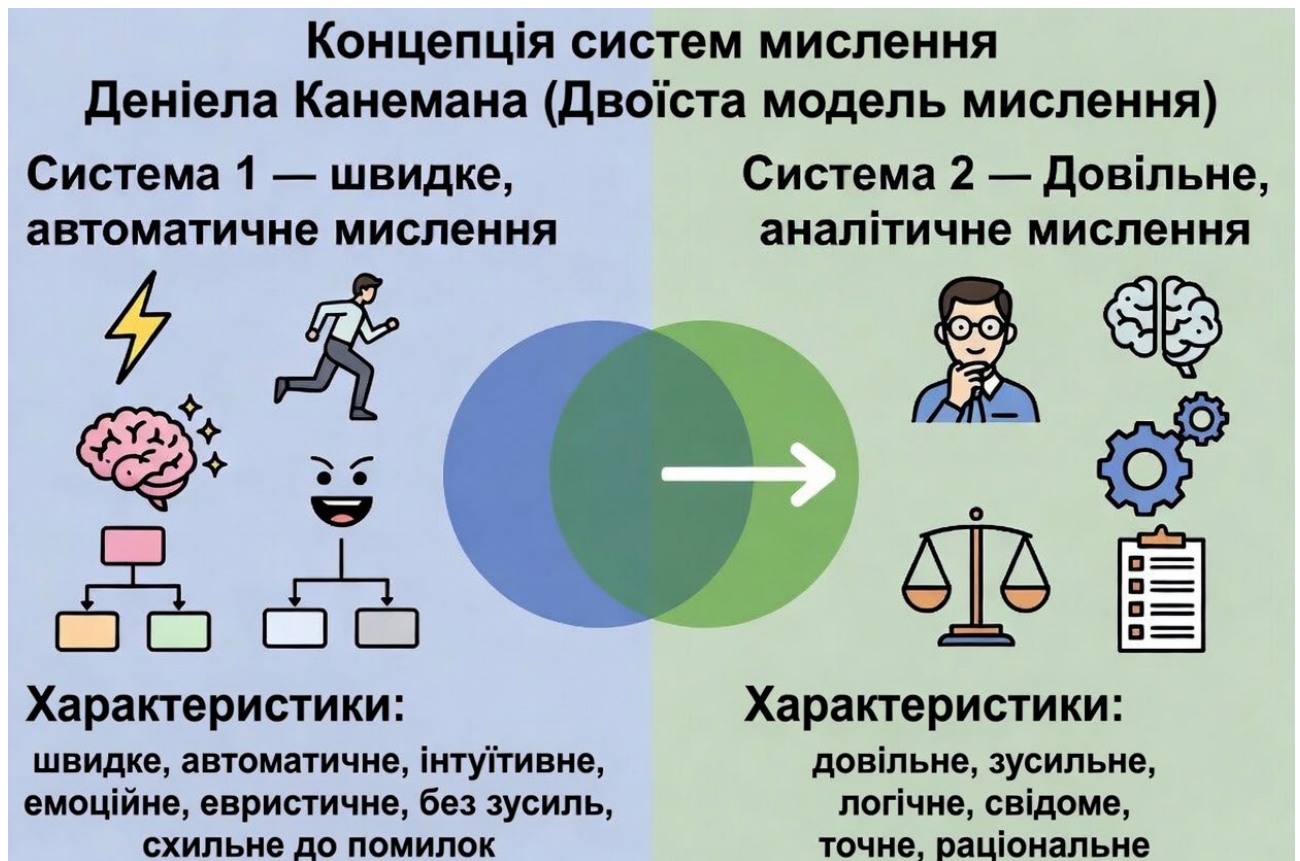 Концепція систем мислення
Деніела Канемана (Двоїста модель мислення)
Система 1 — швидке,
автоматичне мислення
Характеристики:
швидке, автоматичне, інтуїтивне,
емоційне, евристичне, без зусиль,
схильне до помилок
Система 2 — Довільне,
аналітичне мислення
Характеристики:
довільне, зусильне,
логічне, свідоме,
точне, раціональне